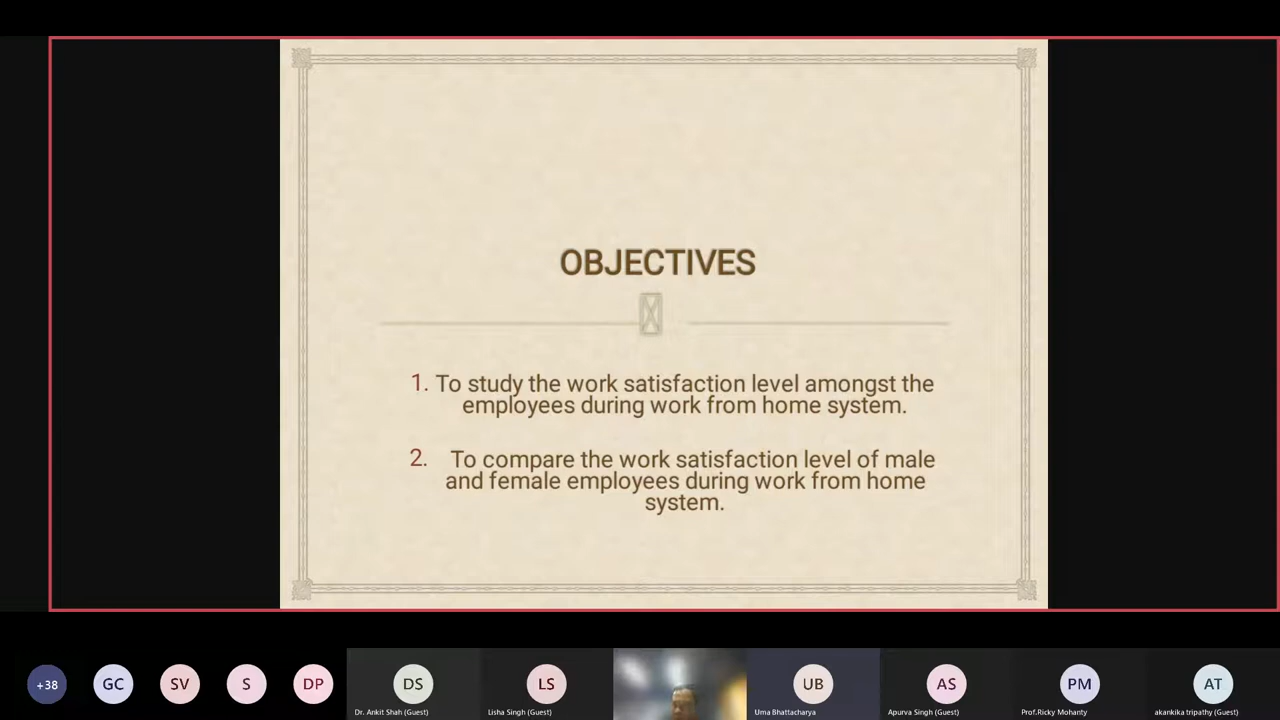 OBJECTIVES
1. To study the work satisfaction level amongst the
employees during work from home system.
2. To compare the work satisfaction level of male
and female employees during work from home
system.
+38
GC
SV
S
DP
DS
LS
UB
AS
PM
AT
Dr. Ankit Shah (Guest)
Lisha Singh (Guest)
Uma Bhattacharya
Apurva Singh (Guest)
Prof.Ricky Mohanty
akankika tripathy (Guest)